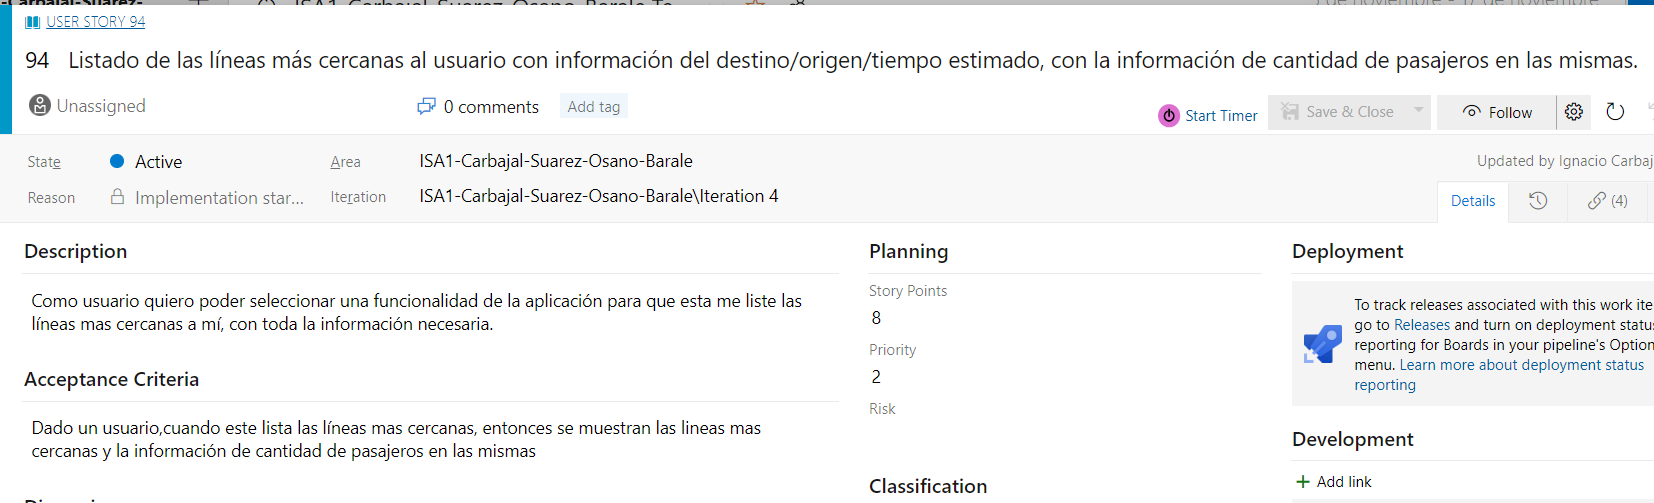 USER STORY 94
94 Listado de las líneas más cercanas al usuario con información del destino/origen/tiempo estimado, con la información de cantidad de pasajeros en las mismas.
Unassigned
0 comments
Add tag
Start Timer
Save & Close
Follow
State
Active
Area
ISA1-Carbajal-Suarez-Osano-Barale
Updated by Ignacio Carbaj
Reason
Implementation star...
Iteration
ISA1-Carbajal-Suarez-Osano-Barale\Iteration 4
Details
(4)
Description
Como usuario quiero poder seleccionar una funcionalidad de la aplicación para que esta me liste las
líneas mas cercanas a mí, con toda la información necesaria.
Acceptance Criteria
Dado un usuario,cuando este lista las líneas mas cercanas, entonces se muestran las lineas mas
cercanas y la información de cantidad de pasajeros en las mismas
Planning
Story Points
8
Priority
2
Risk
Classification
Deployment
To track releases associated with this work ite
go to Releases and turn on deployment statu
reporting for Boards in your pipeline's Option
menu. Learn more about deployment status
reporting
Development
+ Add link